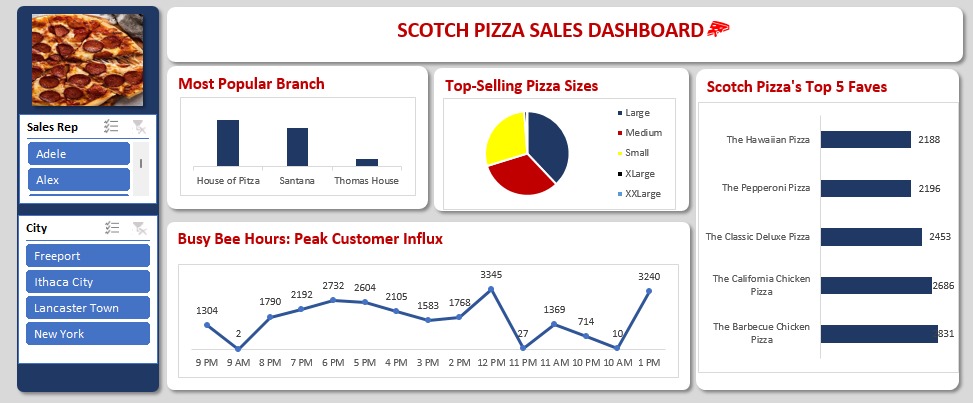 SCOTCH PIZZA SALES DASHBOARD
Sales Rep
Adele
Alex
City
Freeport
Ithaca City
Lancaster Town
New York
Most Popular Branch
House of Pitza
Santana
Thomas House
Top-Selling Pizza Sizes
Large
Medium
Small
XLarge
XXLarge
Busy Bee Hours: Peak Customer Influx
1304
2
1790
2192
2732
2604
2105
1583
1768
3345
27
1369
714
10
3240
9 PM 9 AM 8 PM 7 PM 6 PM 5 PM 4 PM 3 PM 2 PM 12 PM 11 PM 11 AM 10 PM 10 AM 1 PM
Scotch Pizza's Top 5 Faves
The Hawaiian Pizza 2188
The Pepperoni Pizza 2196
The Classic Deluxe Pizza 2453
The California Chicken
Pizza 2686
The Barbecue Chicken
Pizza 831